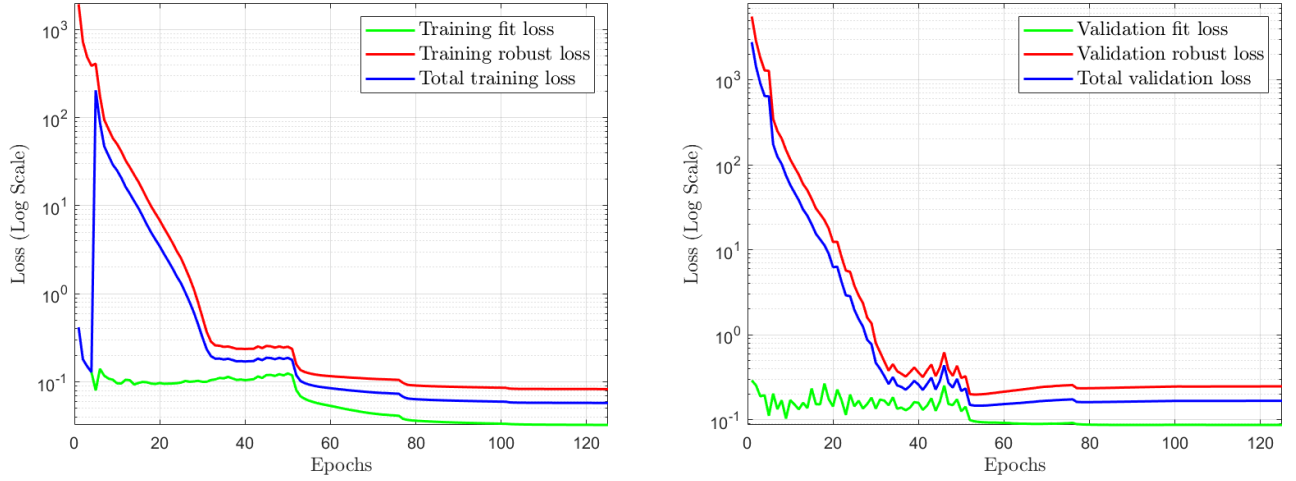 Training fit loss
Training robust loss
Total training loss
Loss (Log Scale)
10^3
10^2
10^1
10^0
10^-1
0 20 40 60 80 100 120
Epochs
Validation fit loss
Validation robust loss
Total validation loss
Loss (Log Scale)
10^3
10^2
10^1
10^0
10^-1
0 20 40 60 80 100 120
Epochs